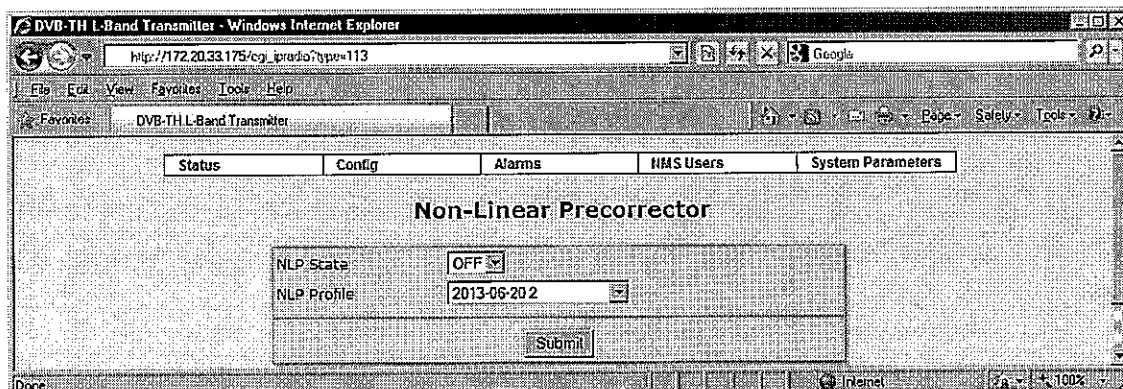 DVB-TH L-Band Transmitter - Windows Internet Explorer
http://172.20.33.175/cgi_ipradio?type=113
Google
File Edit View Favorites Tools Help
Favorites DVB-TH L-Band Transmitter Page Safety Tools
Status Config Alarms NMS Users System Parameters
Non-Linear Precorrector
NLP State OFF
NLP Profile 2013-06-20 2
Submit
Done Internet 100%